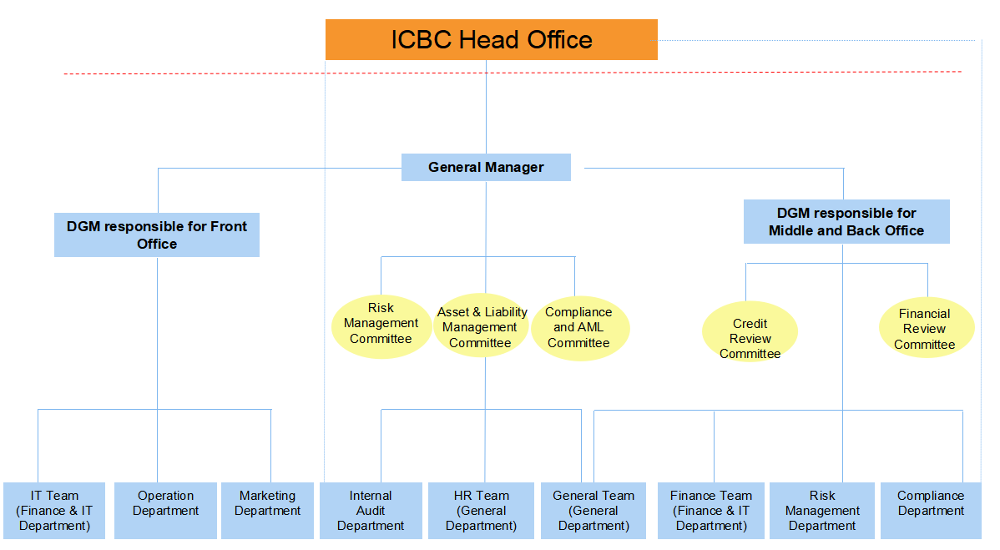 ICBC Head Office
General Manager
DGM responsible for Front
Office
DGM responsible for
Middle and Back Office
Risk
Management
Committee
Asset & Liability
Management
Committee
Compliance
and AML
Committee
Credit
Review
Committee
Financial
Review
Committee
IT Team
(Finance & IT
Department)
Operation
Department
Marketing
Department
Internal
Audit
Department
HR Team
(General
Department)
General Team
(General
Department)
Finance Team
(Finance & IT
Department)
Risk
Management
Department
Compliance
Department